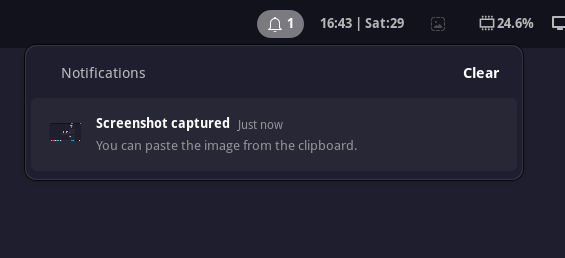 1 16:43 | Sat:29 24.6%
Notifications Clear
Screenshot captured Just now
You can paste the image from the clipboard.